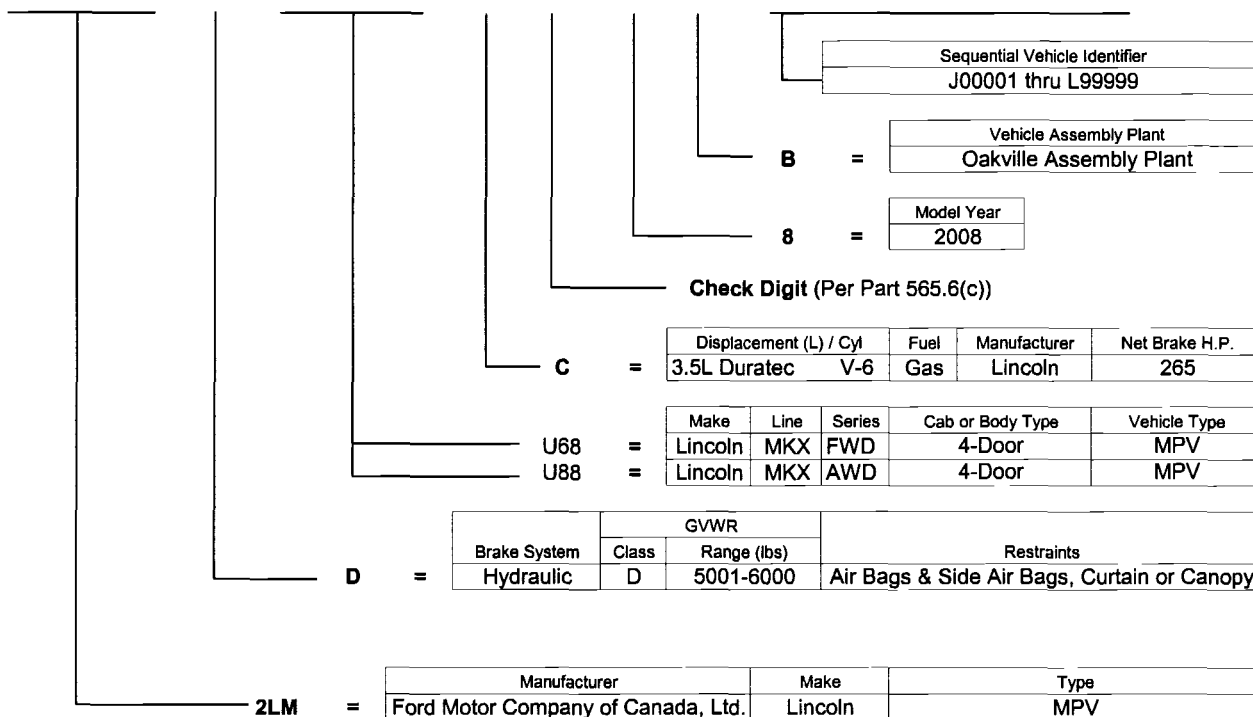 Sequential Vehicle Identifier
J00001 thru L99999
Vehicle Assembly Plant
B = Oakville Assembly Plant
Model Year
8 = 2008
Check Digit (Per Part 565.6(c))
Displacement (L) / Cyl Fuel Manufacturer Net Brake H.P.
C = 3.5L Duratec V-6 Gas Lincoln 265
Make Line Series Cab or Body Type Vehicle Type
U68 = Lincoln MKX FWD 4-Door MPV
U88 = Lincoln MKX AWD 4-Door MPV
GVWR
Brake System Class Range (lbs) Restraints
D = Hydraulic D 5001-6000 Air Bags & Side Air Bags, Curtain or Canopy
Manufacturer Make Type
2LM = Ford Motor Company of Canada, Ltd. Lincoln MPV